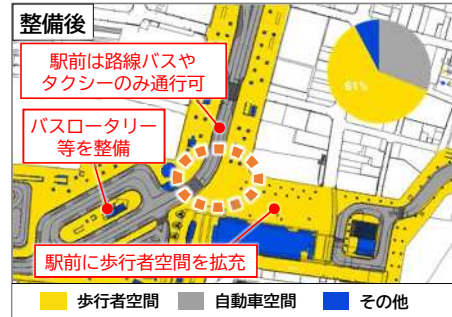 整備後
駅前は路線バスや
タクシーのみ通行可
61%
バスロータリー
等を整備
駅前に歩行者空間を拡充
歩行者空間
自動車空間
その他